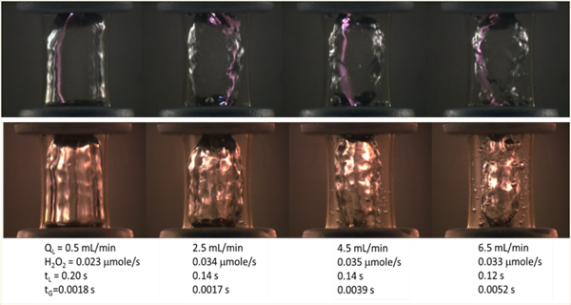 Q_L = 0.5 mL/min 2.5 mL/min 4.5 mL/min 6.5 mL/min
H₂O₂ = 0.023 µmole/s 0.034 µmole/s 0.035 µmole/s 0.033 µmole/s
t_L = 0.20 s 0.14 s 0.14 s 0.12 s
t_G=0.0018 s 0.0017 s 0.0039 s 0.0052 s